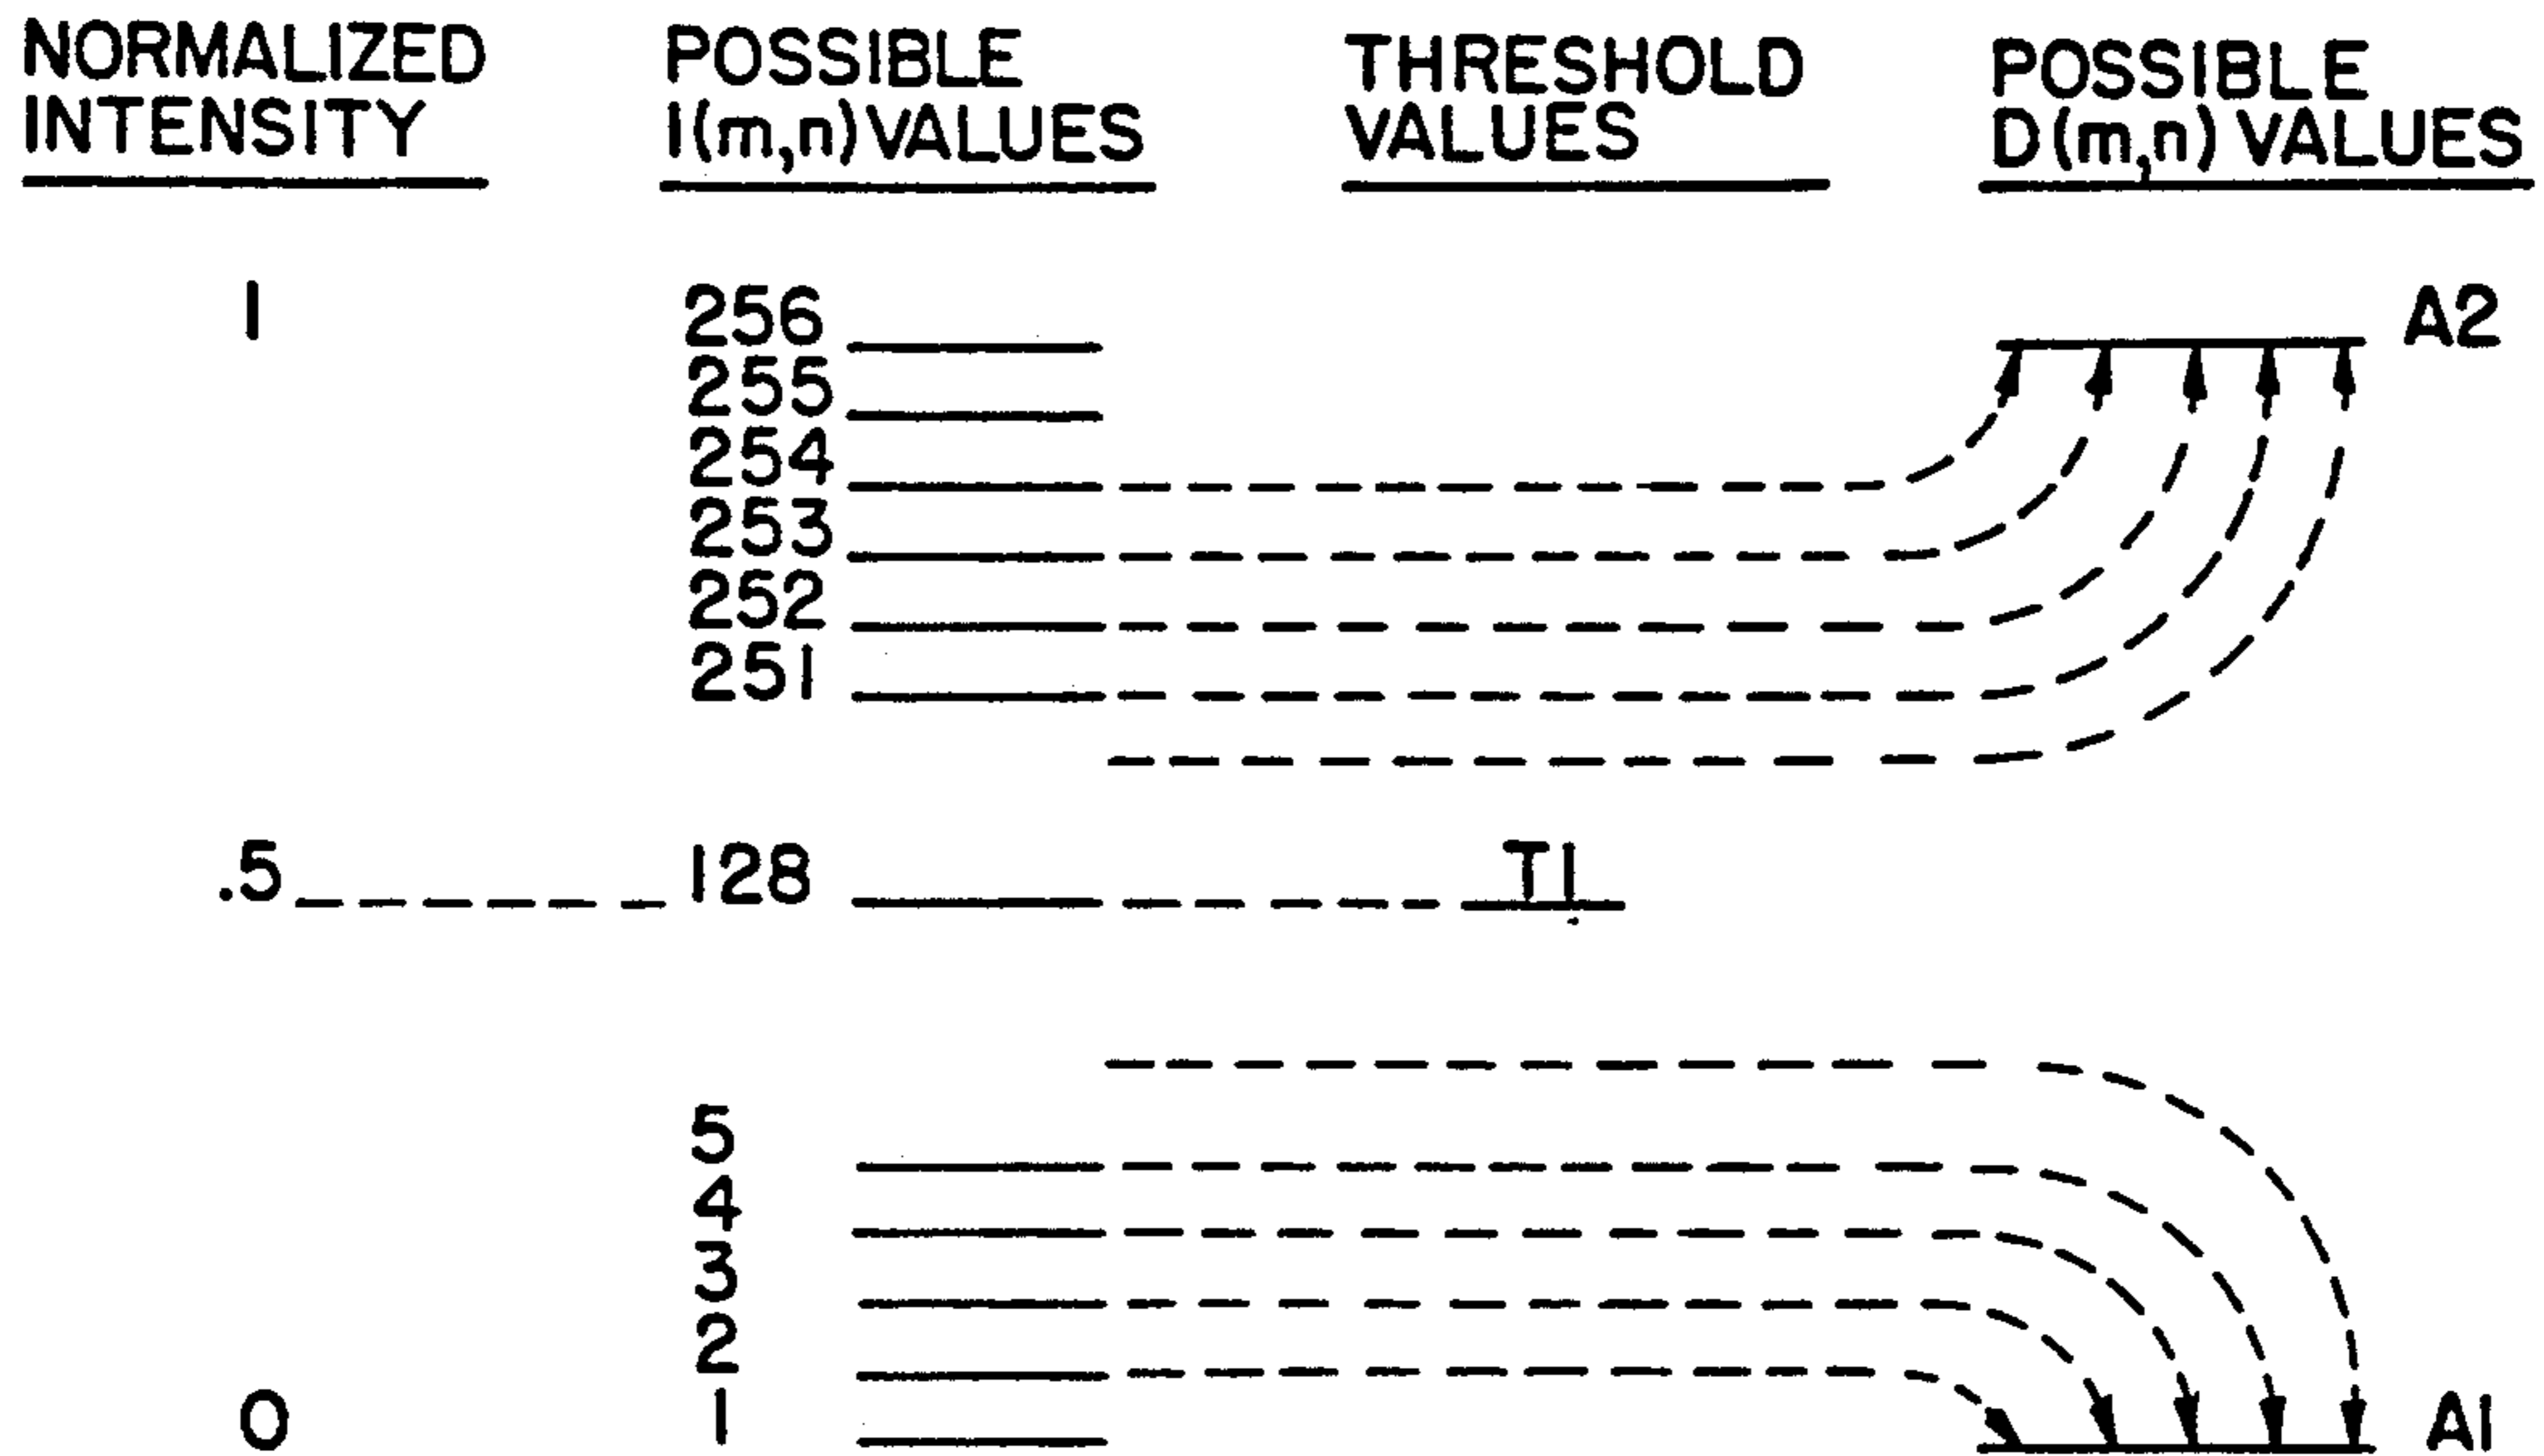 NORMALIZED INTENSITY
POSSIBLE I(m,n) VALUES
THRESHOLD VALUES
POSSIBLE D(m,n) VALUES
1
256
A2
255
254
253
252
251
.5
128
T1
5
4
3
2
0
1
A1